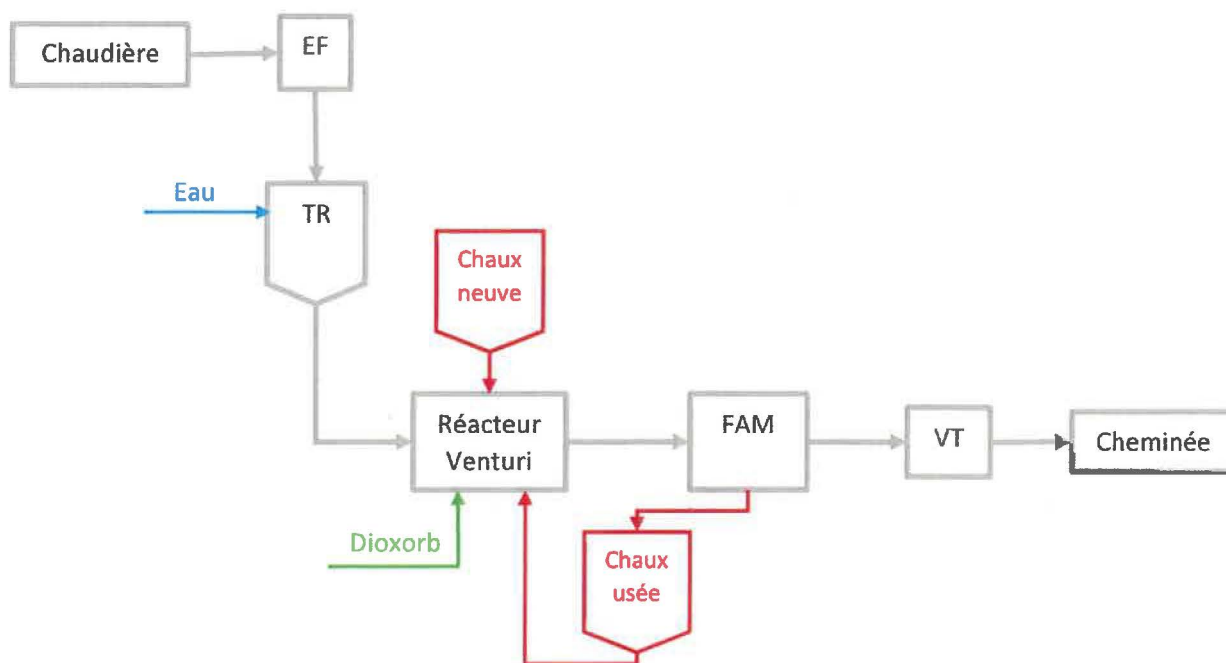 Chaudière
EF
Eau
TR
Chaux
neuve
Réacteur
Venturi
FAM
VT
Cheminée
Dioxorb
Chaux
usée